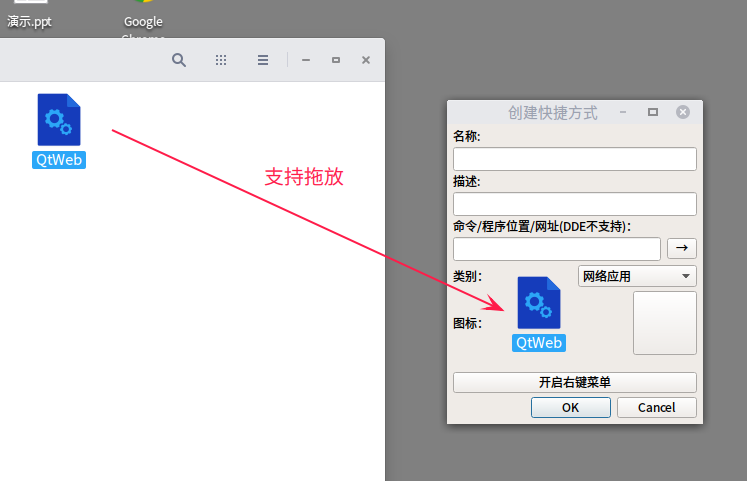 演示.ppt
Google
Chrome
QtWeb
支持拖放
创建快捷方式
名称:
描述:
命令/程序位置/网址(DDE不支持):
→
类别:
网络应用
图标:
QtWeb
开启右键菜单
OK
Cancel